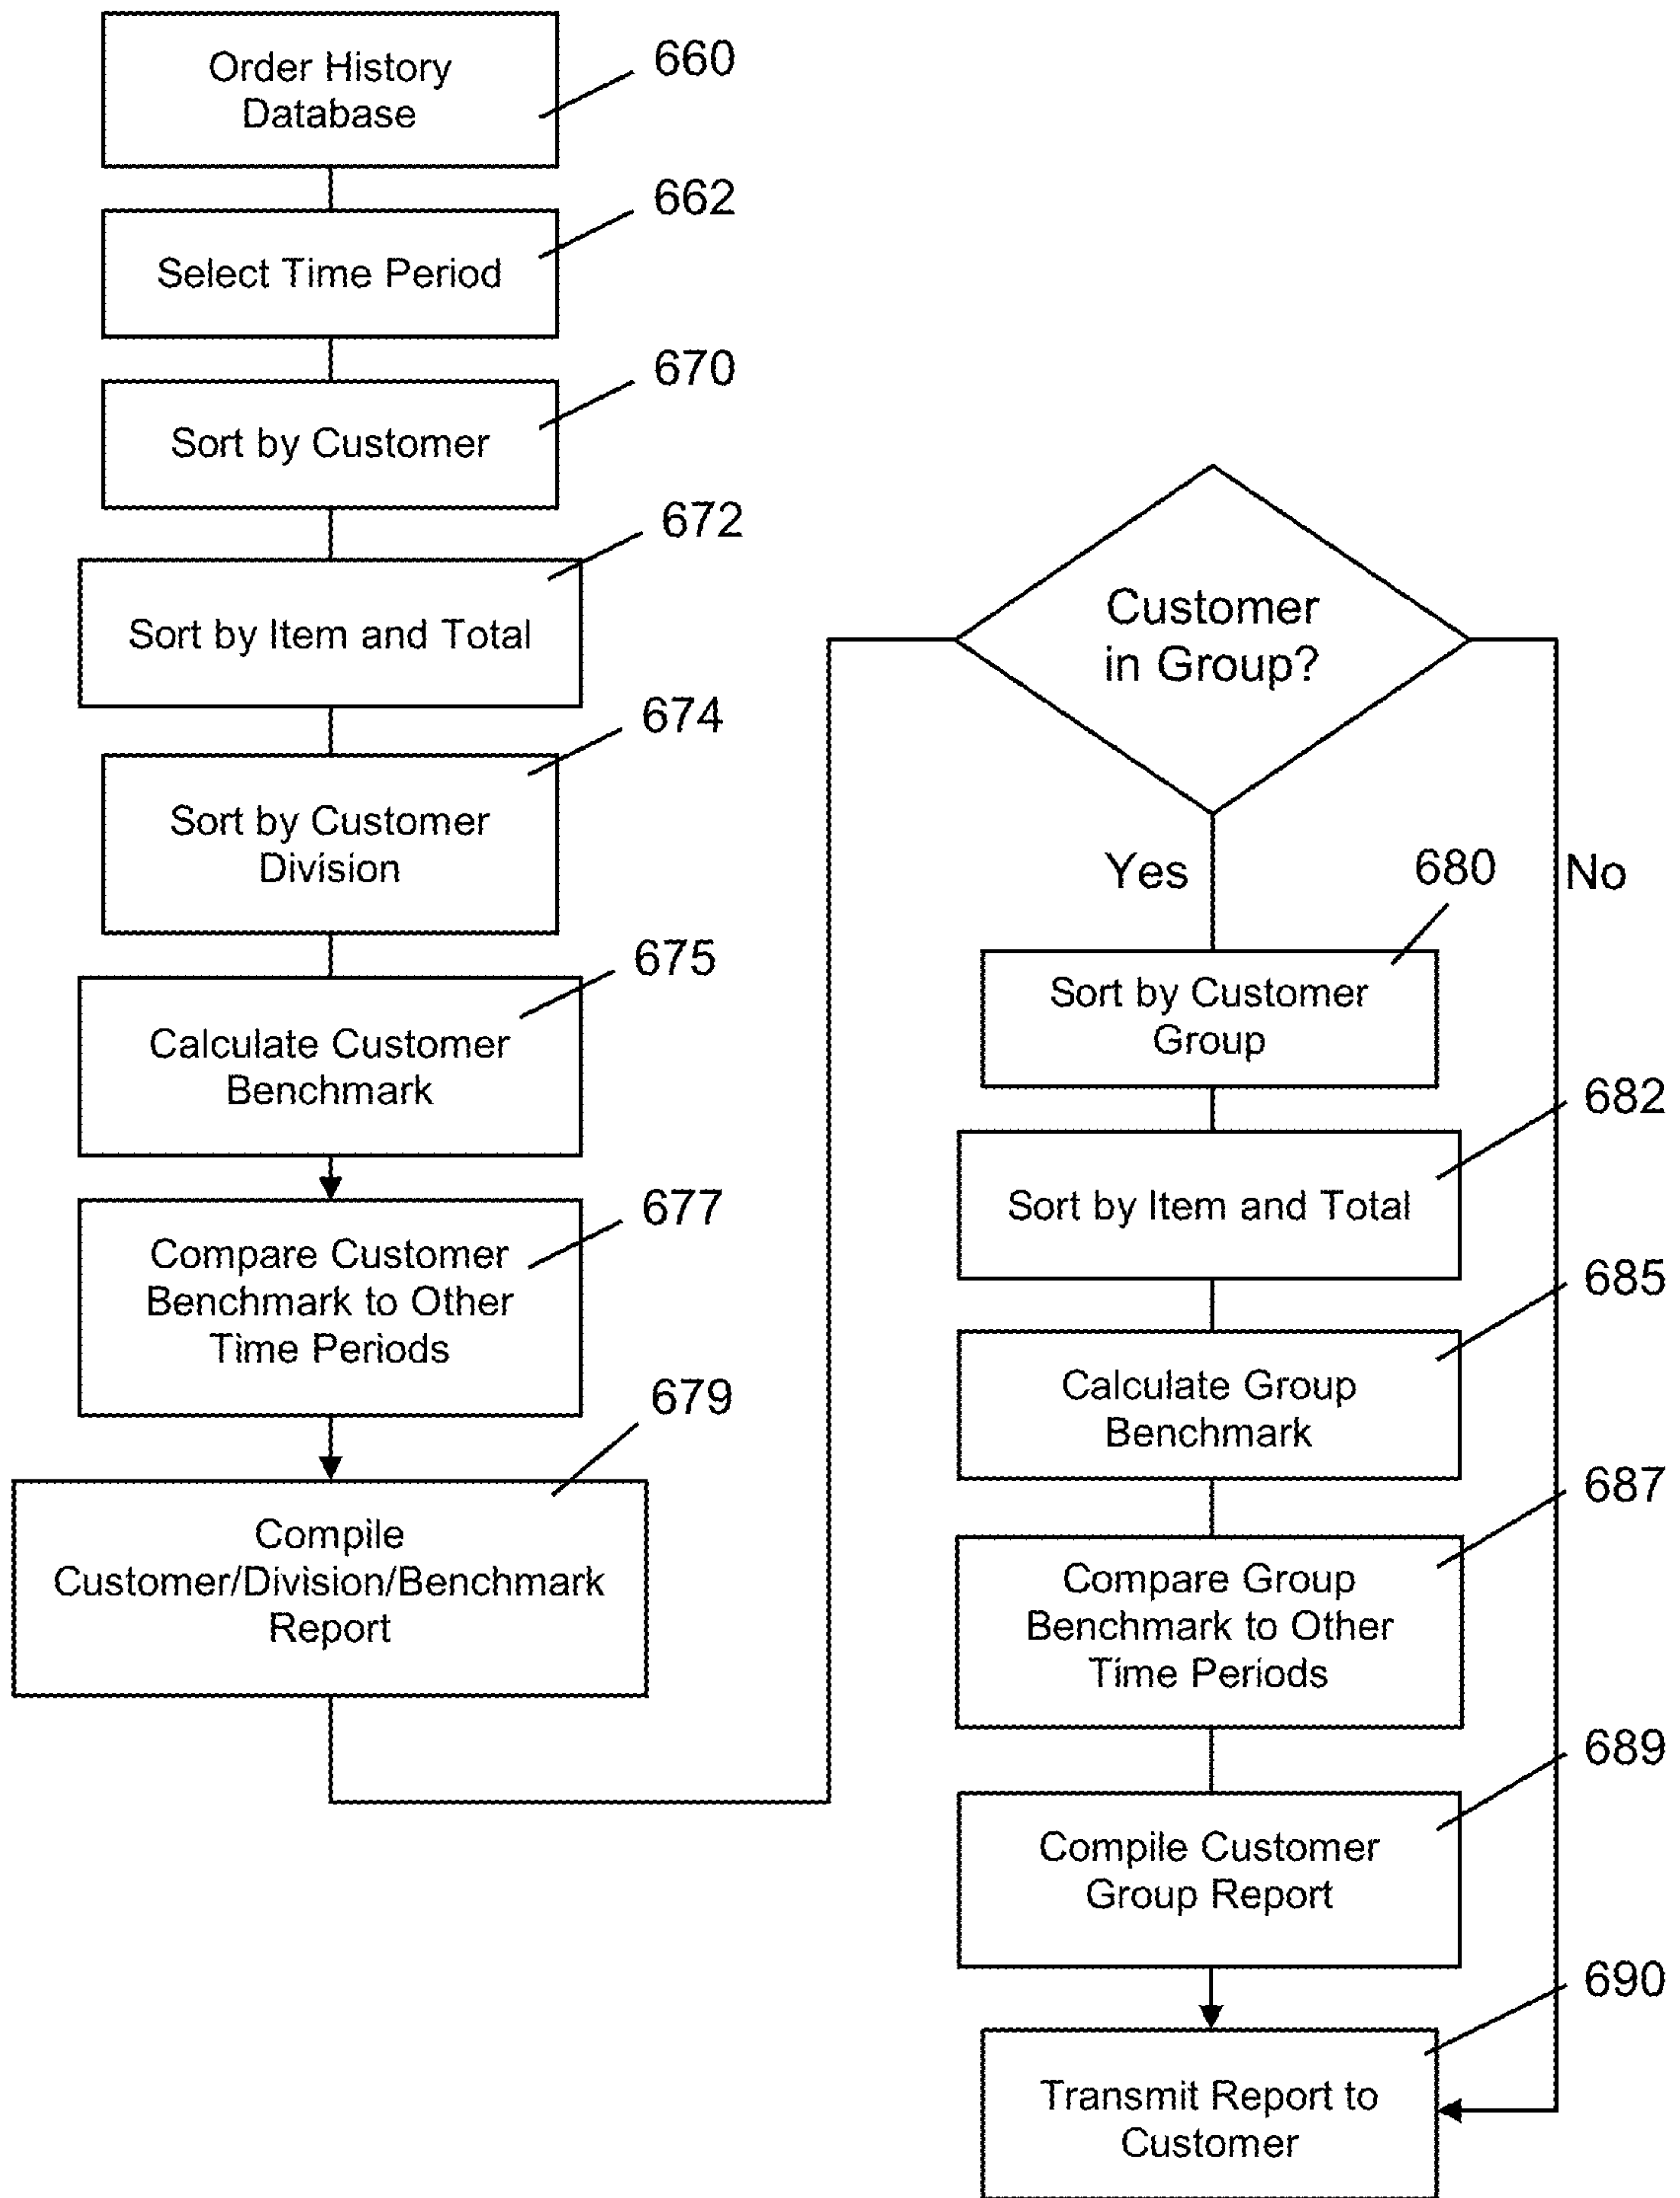 Order History
Database
660
Select Time Period
662
Sort by Customer
670
Sort by Item and Total
672
Sort by Customer
Division
674
Calculate Customer
Benchmark
675
Compare Customer
Benchmark to Other
Time Periods
677
Compile
Customer/Division/Benchmark
Report
679
Customer
in Group?
Yes
No
Sort by Customer
Group
680
Sort by Item and Total
682
Calculate Group
Benchmark
685
Compare Group
Benchmark to Other
Time Periods
687
Compile Customer
Group Report
689
Transmit Report to
Customer
690